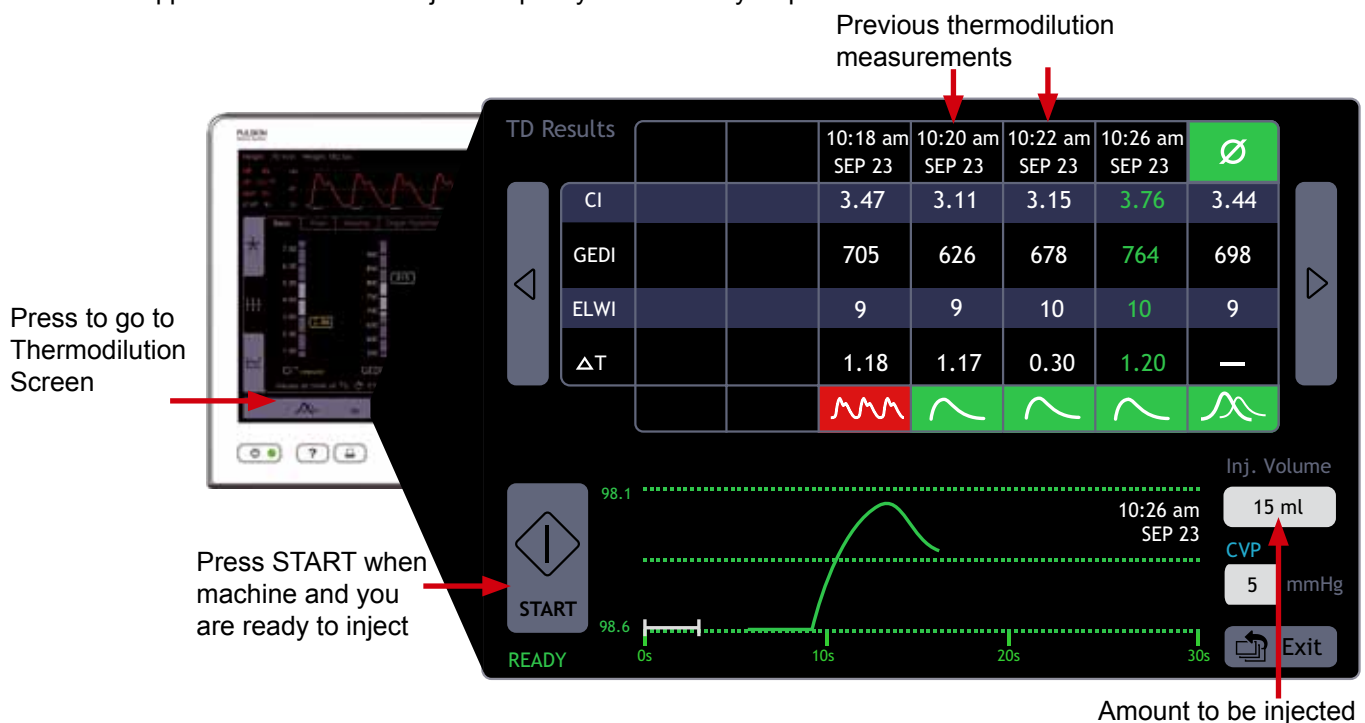 Previous thermodilution
measurements
PULSION
TD Results
10:18 am 10:20 am 10:22 am 10:26 am Ø
SEP 23 SEP 23 SEP 23 SEP 23
CI 3.47 3.11 3.15 3.76 3.44
GEDI 705 626 678 764 698
ELWI 9 9 10 10 9
ΔT 1.18 1.17 0.30 1.20 —
Press to go to
Thermodilution
Screen
Inj. Volume
15 ml
98.1
10:26 am
SEP 23
CVP
5 mmHg
Press START when
machine and you
are ready to inject
START
98.6
READY
0s 10s 20s 30s
Exit
?
Amount to be injected